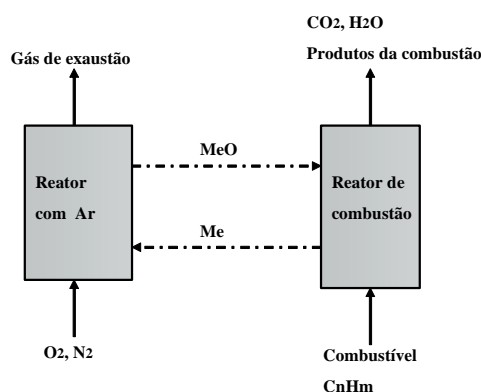 CO2, H2O
Produtos da combustão
Gás de exaustão
MeO
Reator
com Ar
Reator de
combustão
Me
O2, N2
Combustível
CnHm